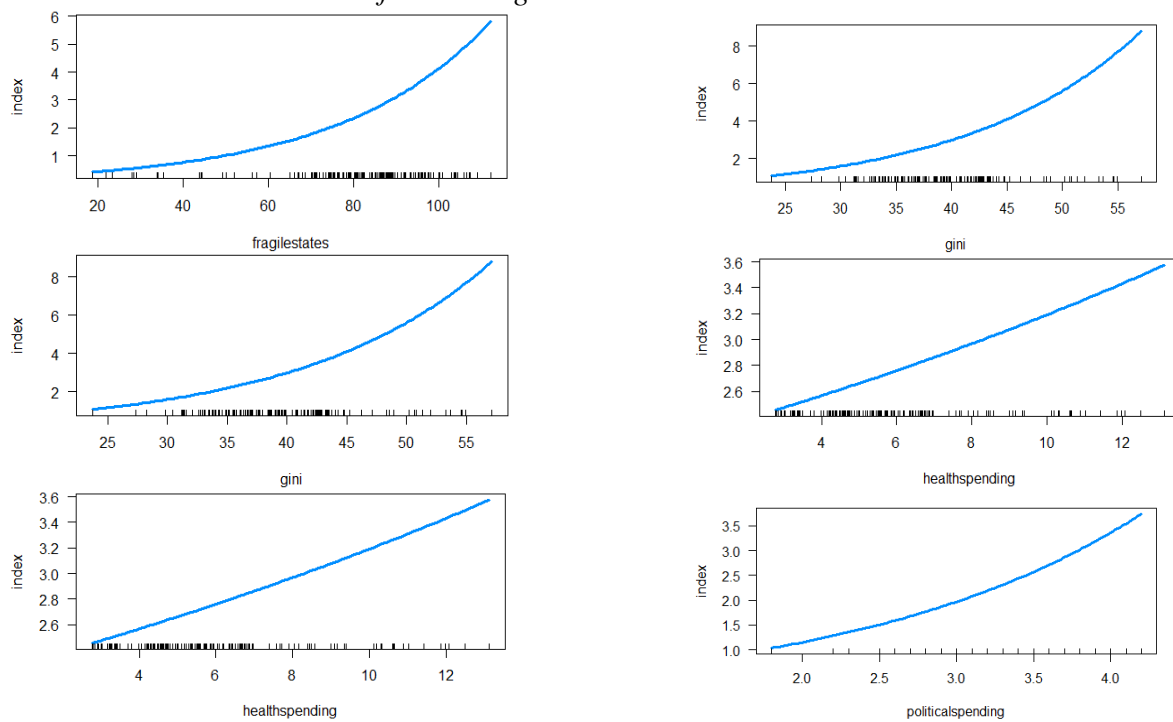 6
5
4
3
2
1
index
20 40 60 80 100
fragilestates
8
6
4
2
index
25 30 35 40 45 50 55
gini
8
6
4
2
index
25 30 35 40 45 50 55
gini
3.6
3.4
3.2
3.0
2.8
2.6
index
4 6 8 10 12
healthspending
3.6
3.4
3.2
3.0
2.8
2.6
index
4 6 8 10 12
healthspending
3.5
3.0
2.5
2.0
1.5
1.0
index
2.0 2.5 3.0 3.5 4.0
politicalspending